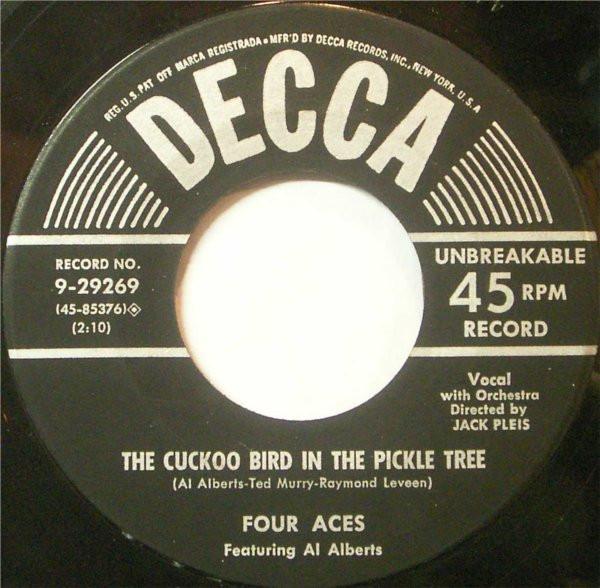 REG. U.S. PAT. OFF. MARCA REGISTRADA • MFR'D BY DECCA RECORDS, INC., NEW YORK, U.S.A.
DECCA
RECORD NO.
9-29269
(45-85376)
(2:10)
UNBREAKABLE
45 RPM
RECORD
Vocal
with Orchestra
Directed by
JACK PLEIS
THE CUCKOO BIRD IN THE PICKLE TREE
(Al Alberts-Ted Murry-Raymond Leveen)
FOUR ACES
Featuring Al Alberts